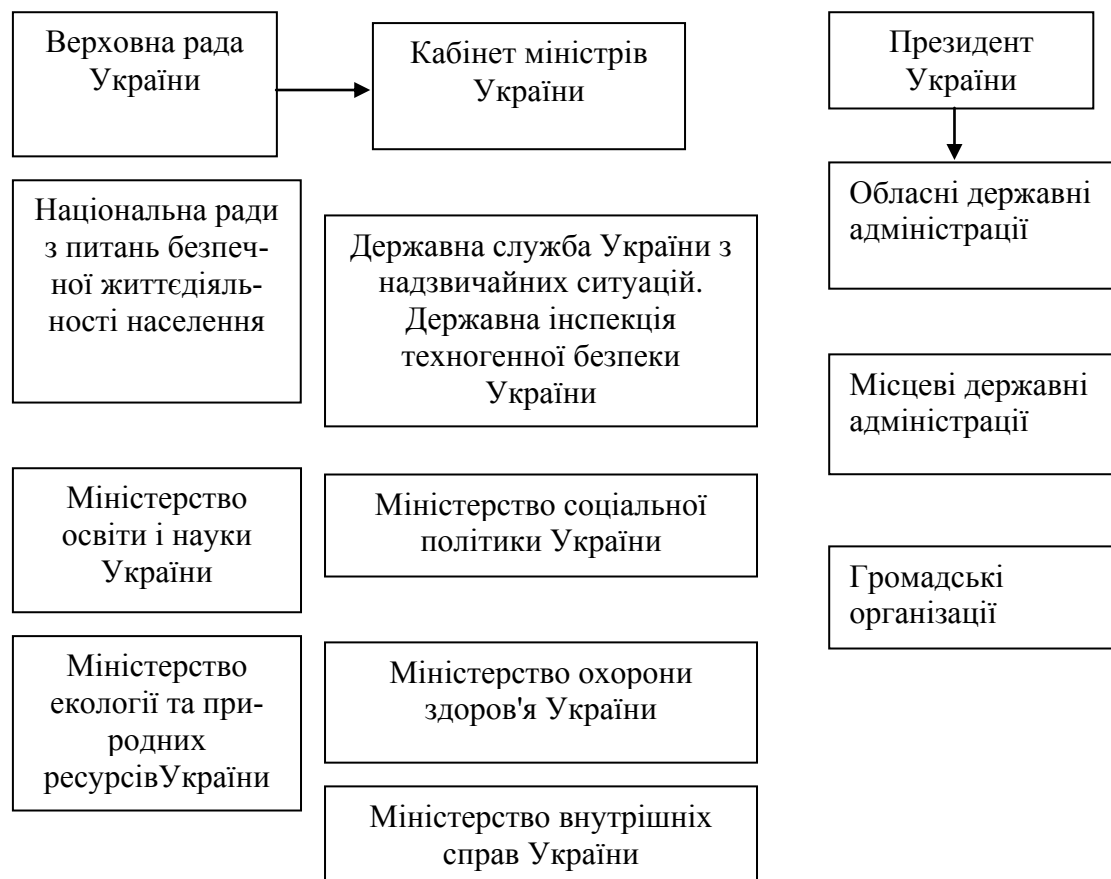 Верховна рада
України
Кабінет міністрів
України
Президент
України
Національна ради
з питань безпеч-
ної життєдіяль-
ності населення
Державна служба України з
надзвичайних ситуацій.
Державна інспекція
техногенної безпеки
України
Обласні державні
адміністрації
Місцеві державні
адміністрації
Міністерство
освіти і науки
України
Міністерство соціальної
політики України
Громадські
організації
Міністерство
екології та при-
родних
ресурсівУкраїни
Міністерство охорони
здоров'я України
Міністерство внутрішніх
справ України